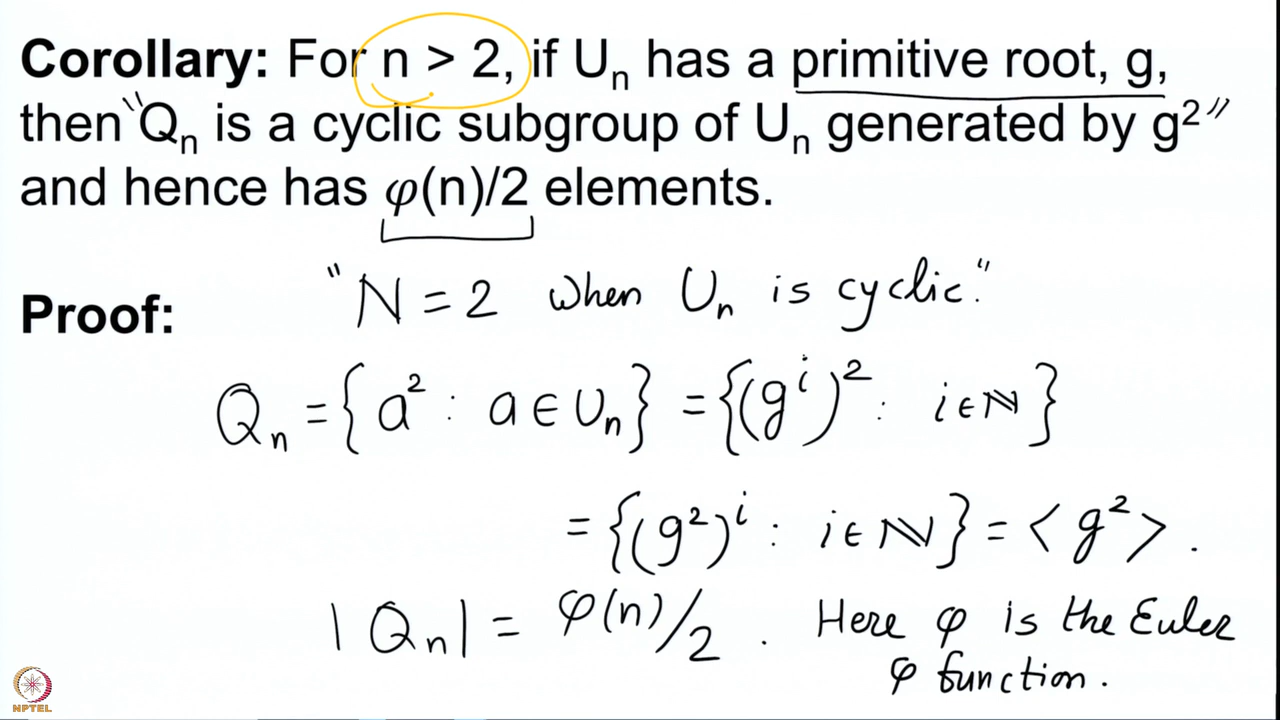 Corollary: For n > 2, if Uₙ has a primitive root, g,
then "Qₙ is a cyclic subgroup of Uₙ generated by g²"
and hence has φ(n)/2 elements.
"N = 2 when Uₙ is cyclic."
Proof:
Qₙ = {a² : a ∈ Uₙ} = {(gⁱ)² : i ∈ ℕ}
= {(g²)ⁱ : i ∈ ℕ} = <g²>.
|Qₙ| = φ(n)/2. Here φ is the Euler
φ function.
NPTEL